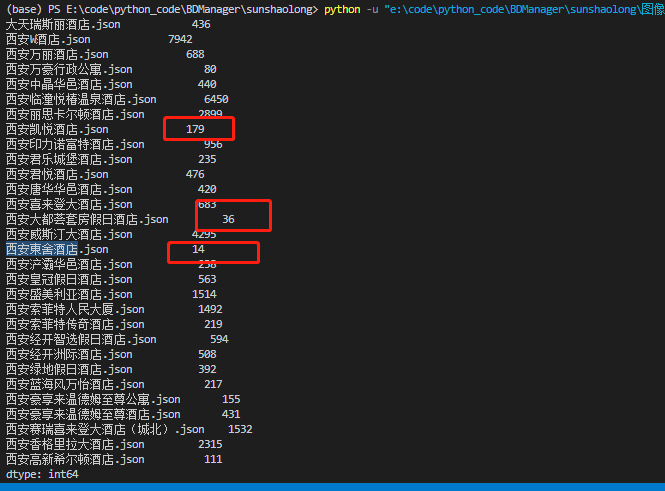 (base) PS E:\code\python_code\BDManager\sunshaolong> python -u "e:\code\python_code\BDManager\sunshaolong\图像
大天瑞斯丽酒店.json 436
西安W酒店.json 7942
西安万丽酒店.json 688
西安万豪行政公寓.json 80
西安中晶华邑酒店.json 440
西安临潼悦椿温泉酒店.json 6450
西安丽思卡尔顿酒店.json 2899
西安凯悦酒店.json 179
西安印力诺富特酒店.json 956
西安君乐城堡酒店.json 235
西安君悦酒店.json 476
西安唐华华邑酒店.json 420
西安喜来登大酒店.json 683
西安大都荟套房假日酒店.json 36
西安威斯汀大酒店.json 4295
西安東舍酒店.json 14
西安浐灞华邑酒店.json 238
西安皇冠假日酒店.json 563
西安盛美利亚酒店.json 1514
西安索菲特人民大厦.json 1492
西安索菲特传奇酒店.json 219
西安经开智选假日酒店.json 594
西安经开洲际酒店.json 508
西安绿地假日酒店.json 392
西安蓝海风万怡酒店.json 217
西安豪享来温德姆至尊公寓.json 155
西安豪享来温德姆至尊酒店.json 431
西安赛瑞喜来登大酒店（城北）.json 1532
西安香格里拉大酒店.json 2315
西安高新希尔顿酒店.json 111
dtype: int64